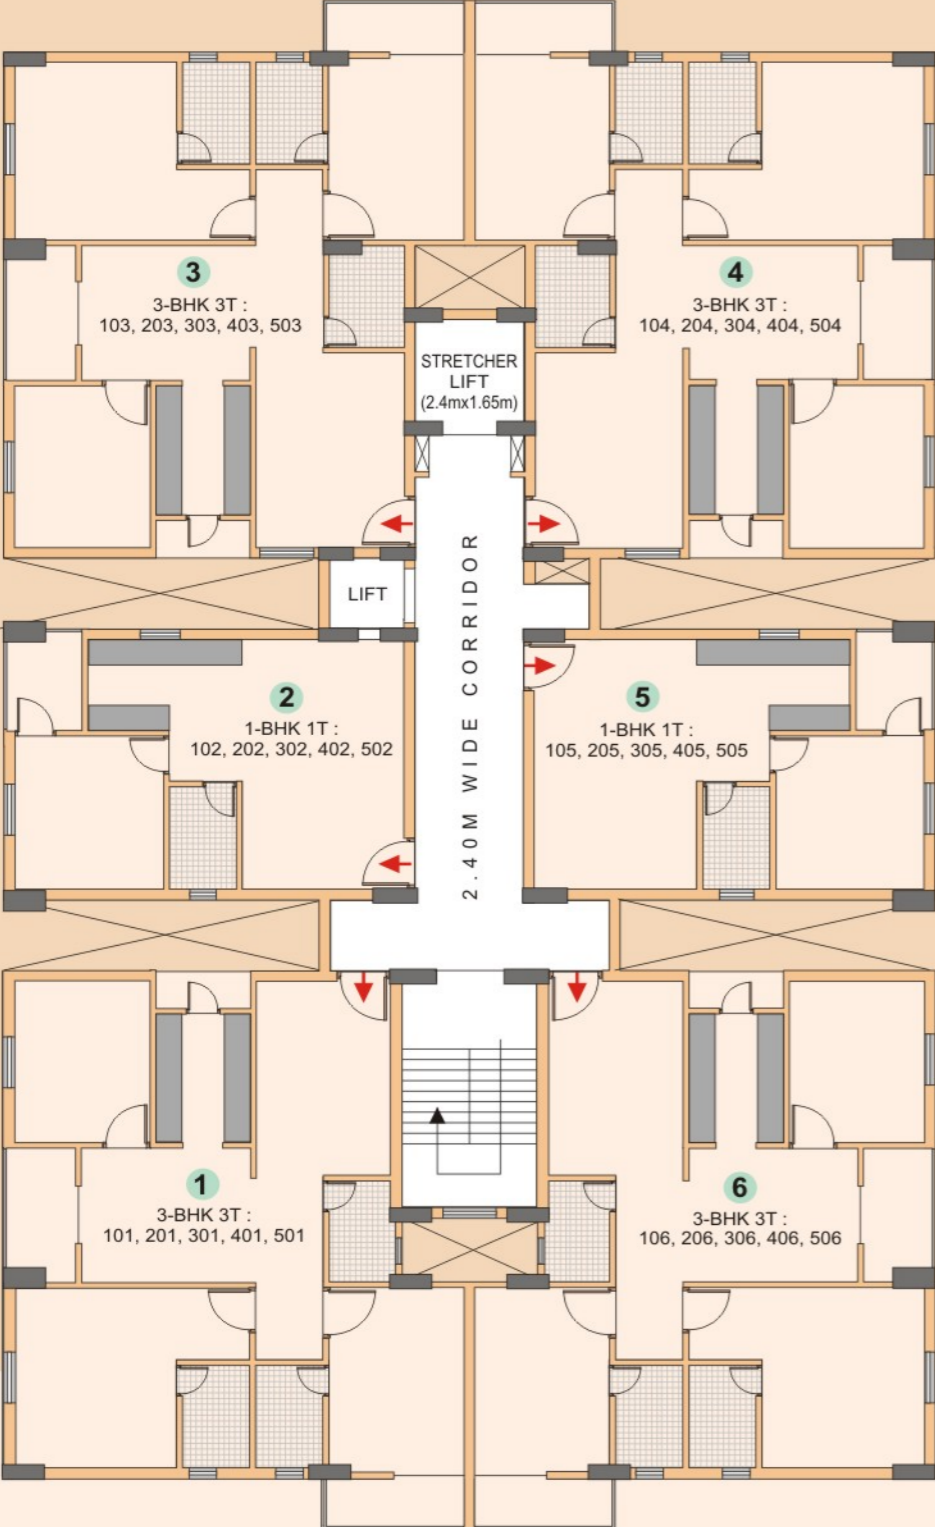 3
3-BHK 3T :
103, 203, 303, 403, 503
4
3-BHK 3T :
104, 204, 304, 404, 504
STRETCHER
LIFT
(2.4mx1.65m)
LIFT
2.40M WIDE CORRIDOR
2
1-BHK 1T :
102, 202, 302, 402, 502
5
1-BHK 1T :
105, 205, 305, 405, 505
1
3-BHK 3T :
101, 201, 301, 401, 501
6
3-BHK 3T :
106, 206, 306, 406, 506